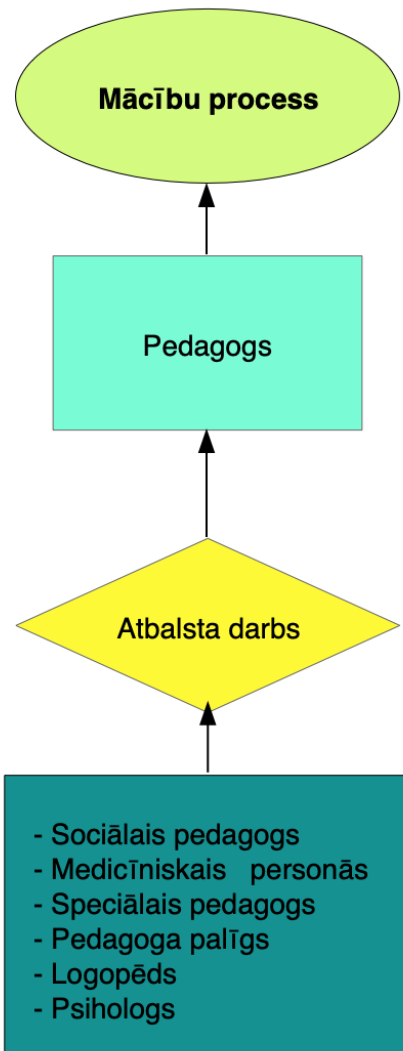 Mācību process
Pedagogs
Atbalsta darbs
- Sociālais pedagogs
- Medicīniskais personās
- Speciālais pedagogs
- Pedagoga palīgs
- Logopēds
- Psihologs